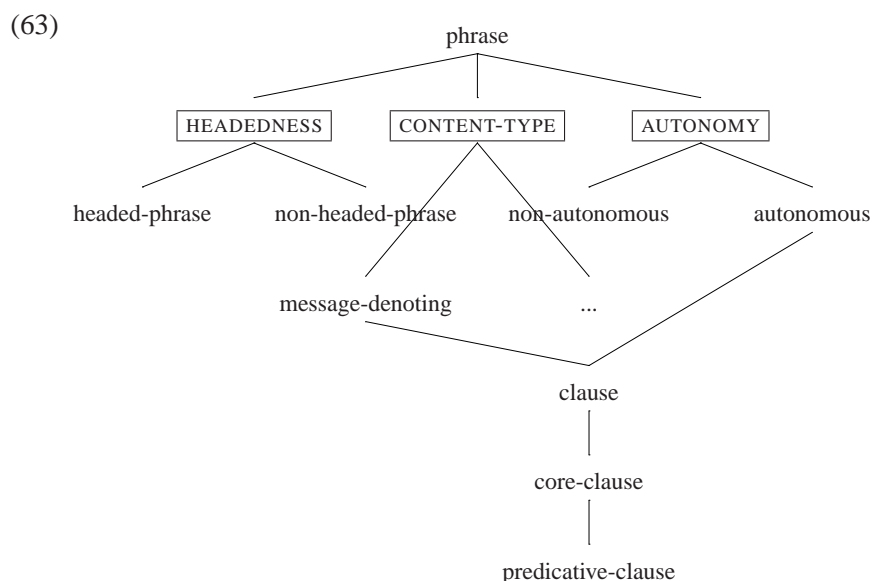 (63)
phrase
HEADEDNESS CONTENT-TYPE AUTONOMY
headed-phrase non-headed-phrase non-autonomous autonomous
message-denoting ...
clause
core-clause
predicative-clause